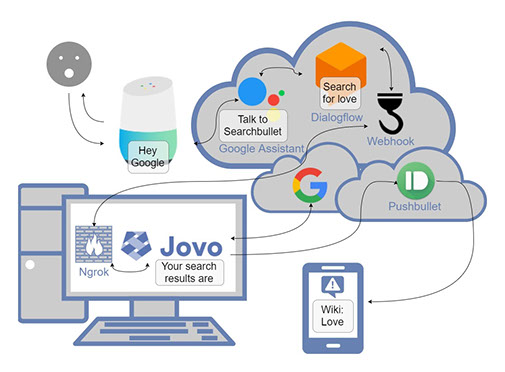 Hey
Google
Talk to
Searchbullet
Google Assistant
Search
for love
Dialogflow
Webhook
G
Pushbullet
Ngrok
Jovo
Your search
results are
Wiki:
Love